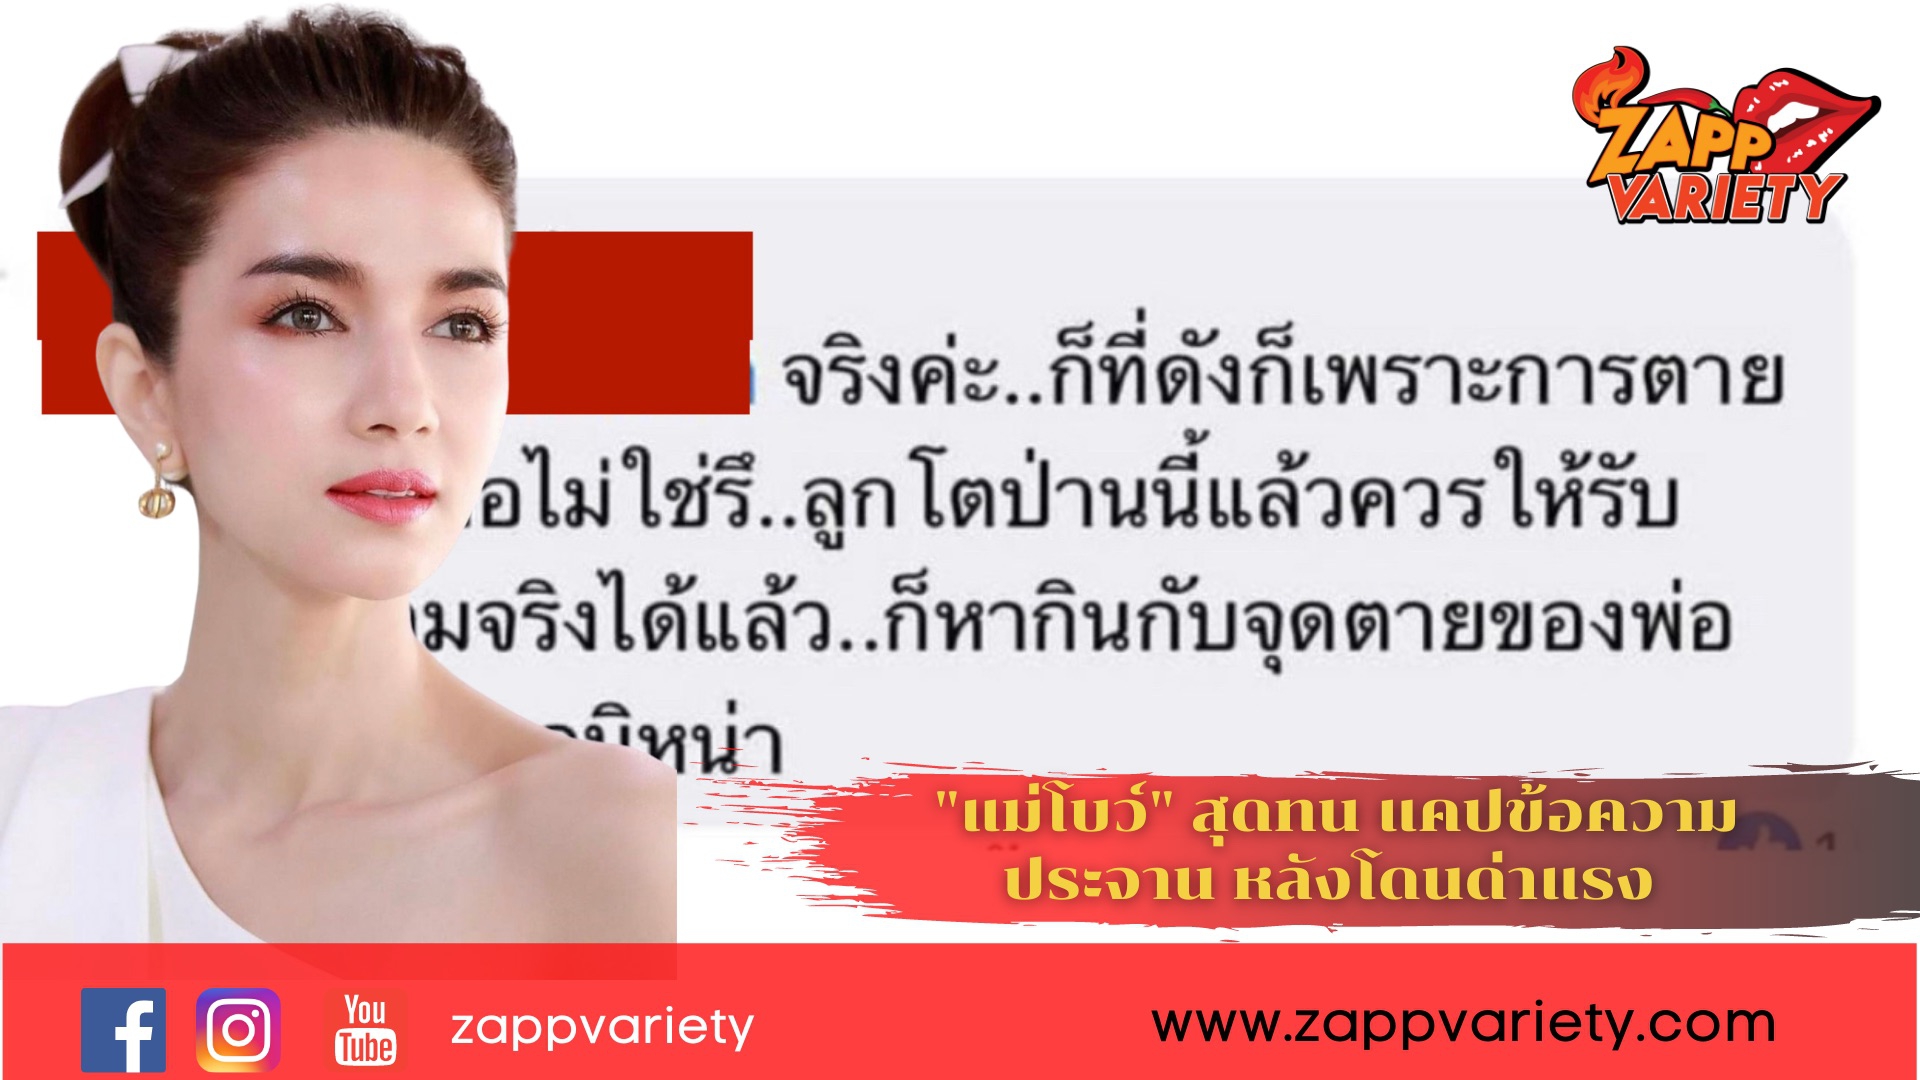 ZAPP
VARIETY
จริงค่ะ..ก็ที่ดังก็เพราะการตาย
อไม่ใช่รึ..ลูกโตป่านนี้แล้วควรให้รับ
มจริงได้แล้ว..ก็หากินกับจุดตายของพ่อ
มิหน่า
"แม่โบว์" สุดทน แคปข้อความ
ประจาน หลังโดนด่าแรง
You
Tube
zappvariety
www.zappvariety.com